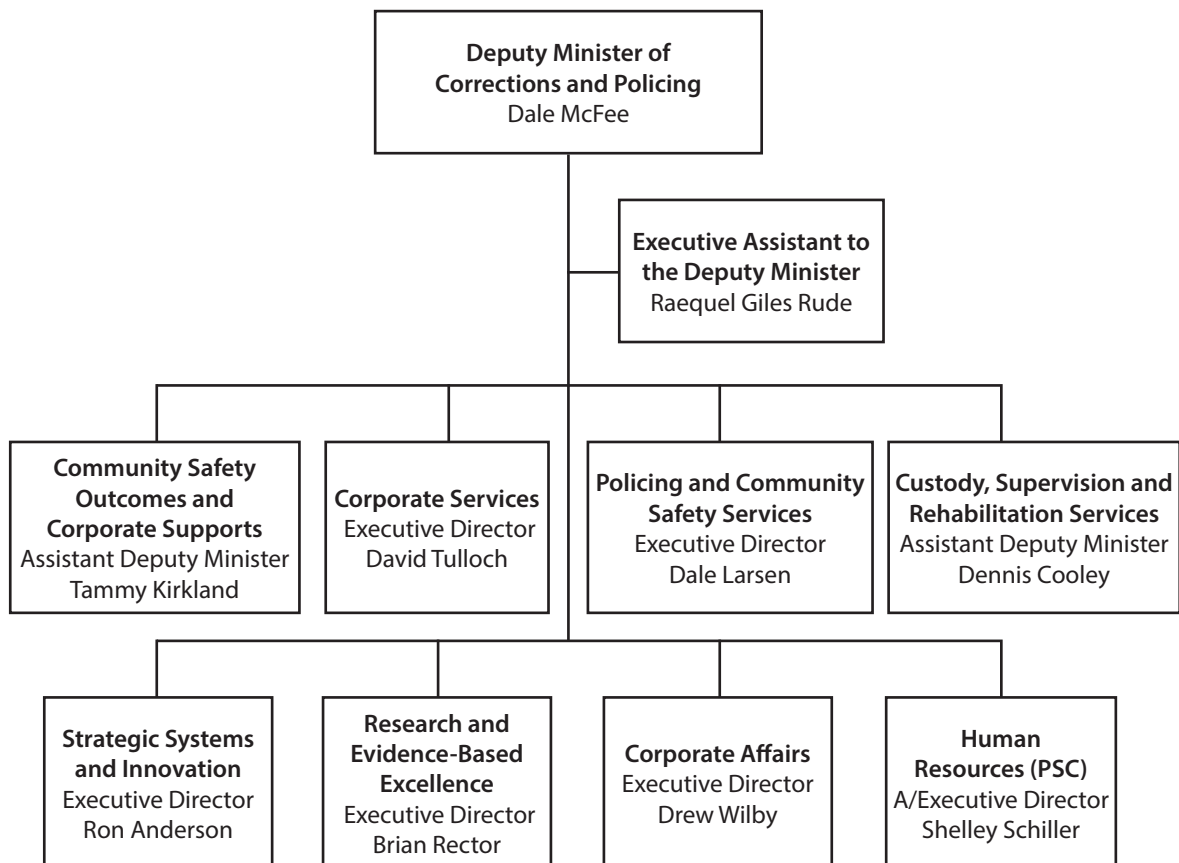 Deputy Minister of
Corrections and Policing
Dale McFee
Executive Assistant to
the Deputy Minister
Raequel Giles Rude
Community Safety
Outcomes and
Corporate Supports
Assistant Deputy Minister
Tammy Kirkland
Corporate Services
Executive Director
David Tulloch
Policing and Community
Safety Services
Executive Director
Dale Larsen
Custody, Supervision and
Rehabilitation Services
Assistant Deputy Minister
Dennis Cooley
Strategic Systems
and Innovation
Executive Director
Ron Anderson
Research and
Evidence-Based
Excellence
Executive Director
Brian Rector
Corporate Affairs
Executive Director
Drew Wilby
Human
Resources (PSC)
A/Executive Director
Shelley Schiller